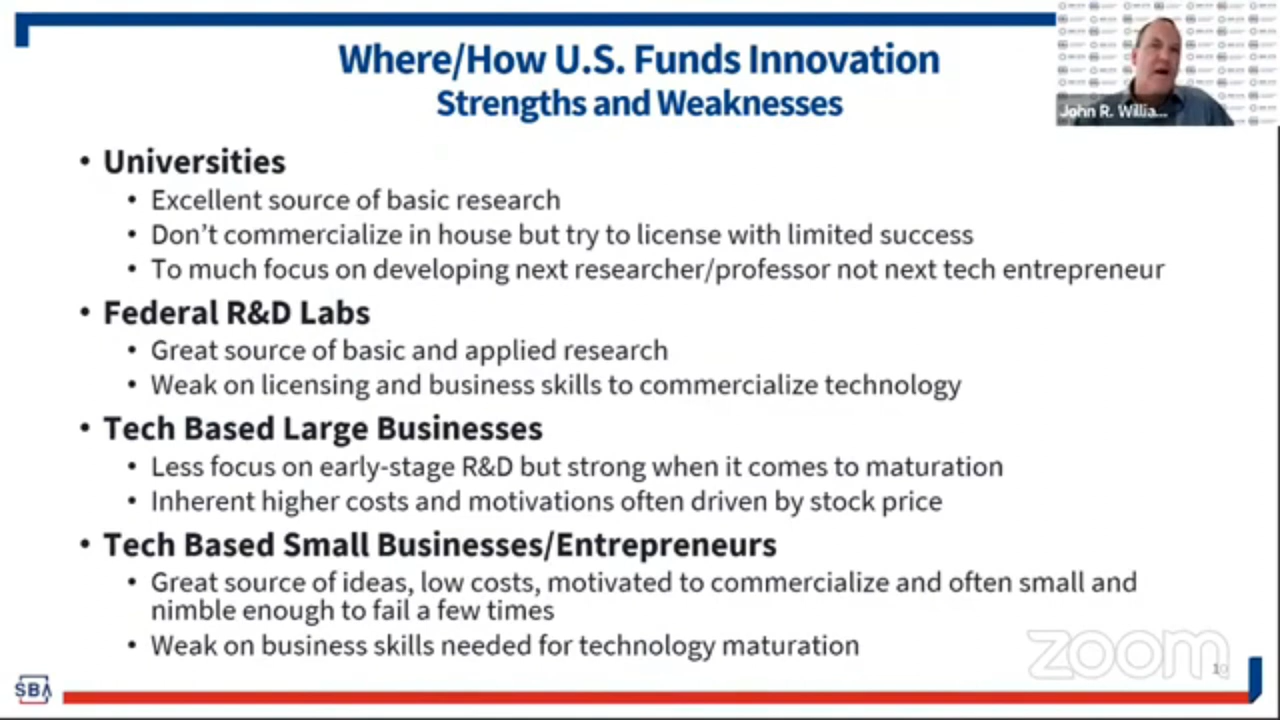 Where/How U.S. Funds Innovation
Strengths and Weaknesses
John R. Willia...
• Universities
• Excellent source of basic research
• Don't commercialize in house but try to license with limited success
• To much focus on developing next researcher/professor not next tech entrepreneur
• Federal R&D Labs
• Great source of basic and applied research
• Weak on licensing and business skills to commercialize technology
• Tech Based Large Businesses
• Less focus on early-stage R&D but strong when it comes to maturation
• Inherent higher costs and motivations often driven by stock price
• Tech Based Small Businesses/Entrepreneurs
• Great source of ideas, low costs, motivated to commercialize and often small and
nimble enough to fail a few times
• Weak on business skills needed for technology maturation
zoom
10
SBA